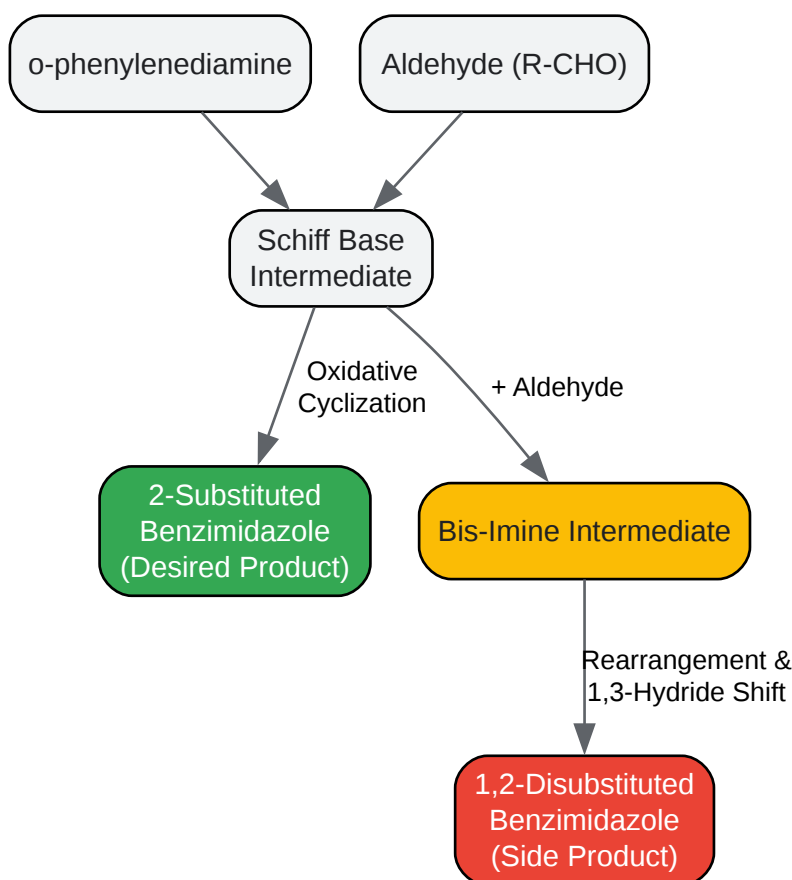 o-phenylenediamine
Aldehyde (R-CHO)
Schiff Base
Intermediate
Oxidative
Cyclization
+ Aldehyde
2-Substituted
Benzimidazole
(Desired Product)
Bis-Imine Intermediate
Rearrangement &
1,3-Hydride Shift
1,2-Disubstituted
Benzimidazole
(Side Product)